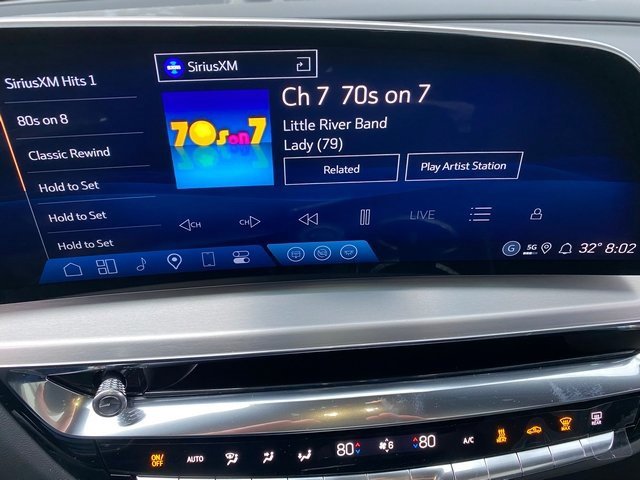 SiriusXM Hits 1
80s on 8
Classic Rewind
Hold to Set
Hold to Set
Hold to Set
SiriusXM
70s on 7
Ch 7 70s on 7
Little River Band
Lady (79)
Related
Play Artist Station
CH
CH
LIVE
G
5G
32° 8:02
ON/
OFF
AUTO
80
6
80
A/C
MAX
REAR